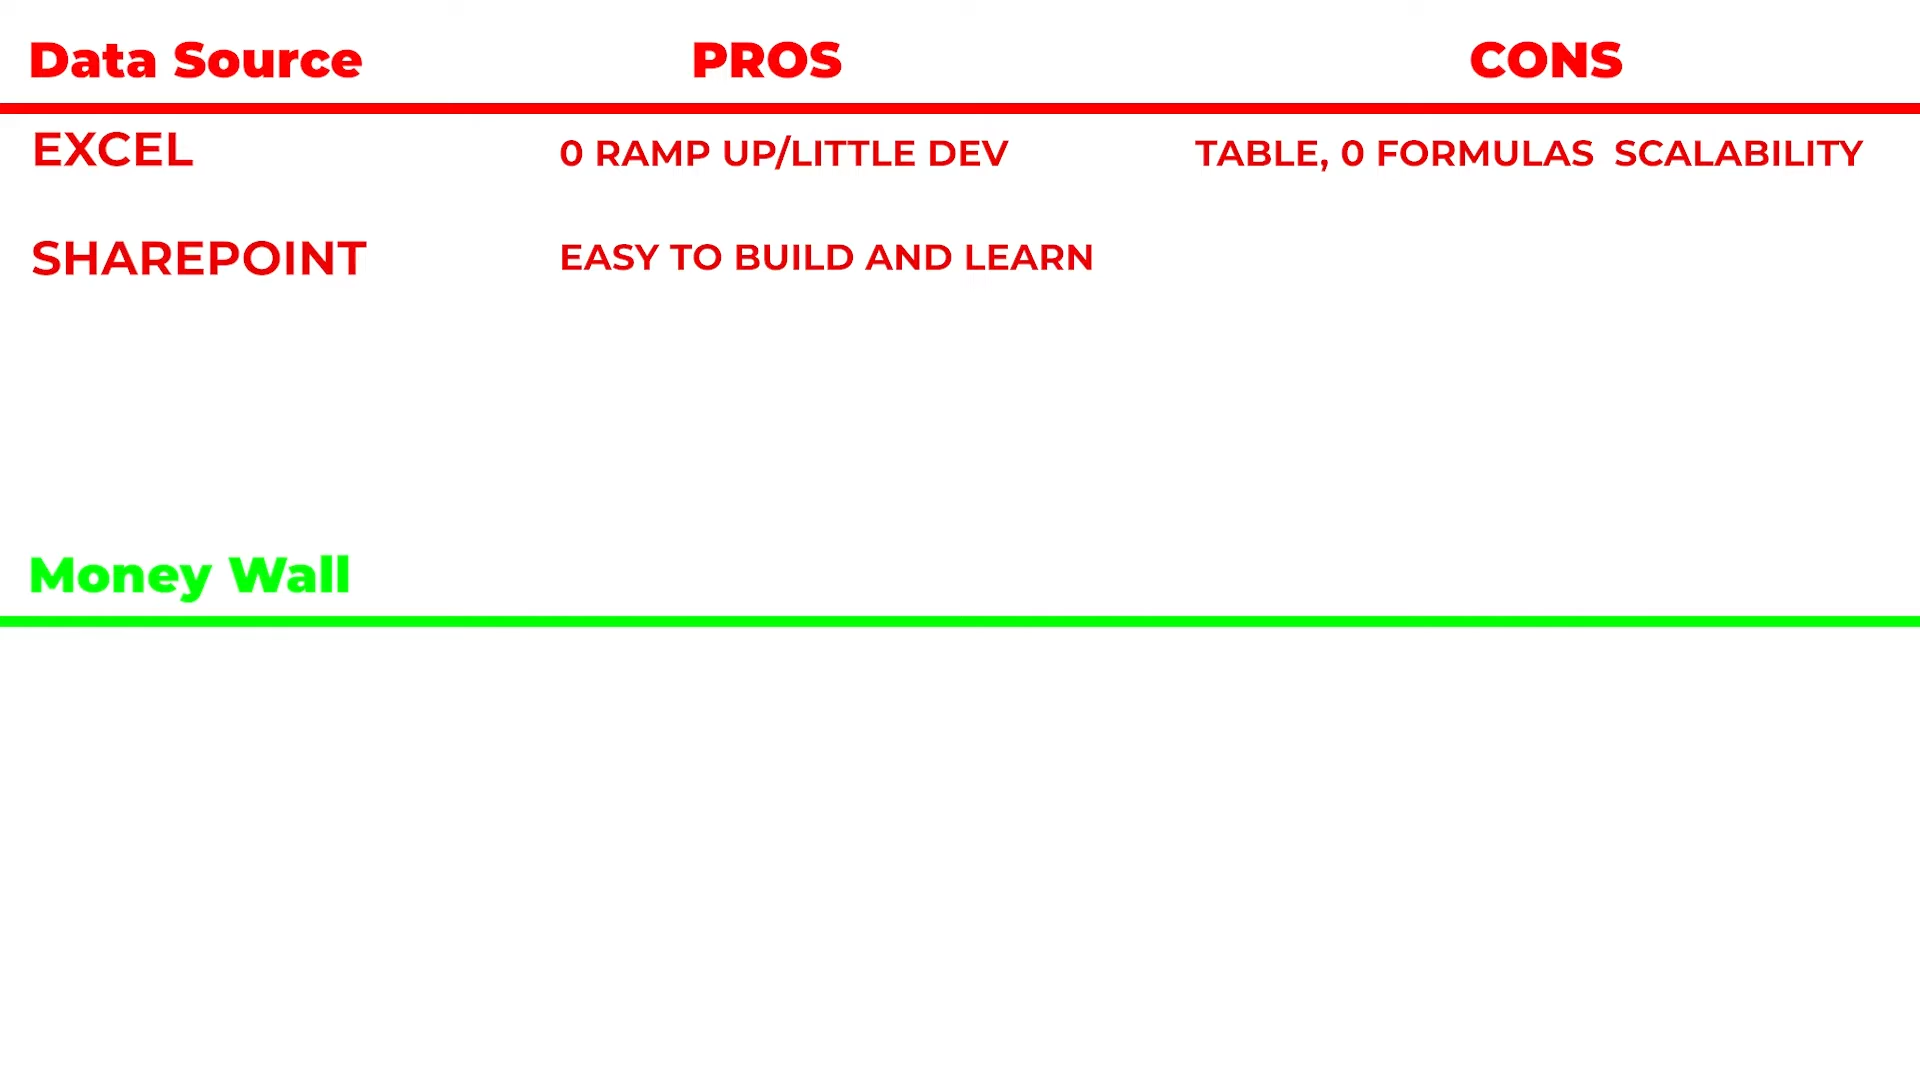 Data Source PROS CONS
EXCEL 0 RAMP UP/LITTLE DEV TABLE, 0 FORMULAS SCALABILITY
SHAREPOINT EASY TO BUILD AND LEARN
Money Wall